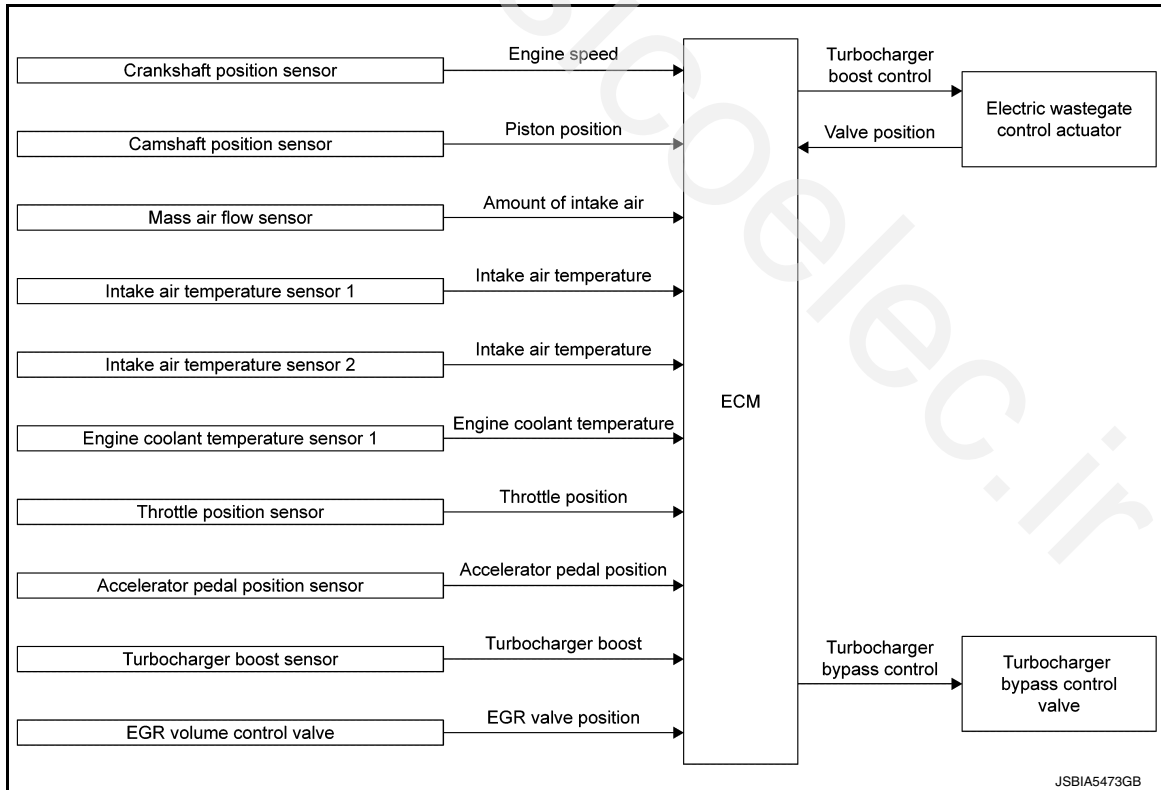 Crankshaft position sensor
Engine speed
Camshaft position sensor
Piston position
Mass air flow sensor
Amount of intake air
Intake air temperature sensor 1
Intake air temperature
Intake air temperature sensor 2
Intake air temperature
Engine coolant temperature sensor 1
Engine coolant temperature
Throttle position sensor
Throttle position
Accelerator pedal position sensor
Accelerator pedal position
Turbocharger boost sensor
Turbocharger boost
EGR volume control valve
EGR valve position
ECM
Turbocharger
boost control
Valve position
Electric wastegate
control actuator
Turbocharger
bypass control
Turbocharger
bypass control
valve
JSBIA5473GB
slcoelec.ir